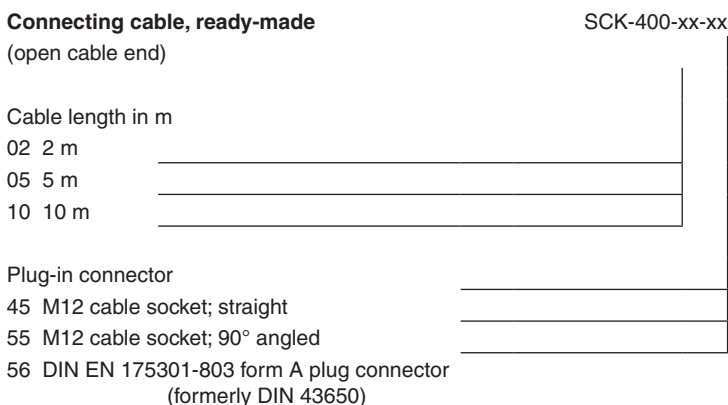 Connecting cable, ready-made SCK-400-xx-xx
(open cable end)
Cable length in m
02 2 m
05 5 m
10 10 m
Plug-in connector
45 M12 cable socket; straight
55 M12 cable socket; 90° angled
56 DIN EN 175301-803 form A plug connector
(formerly DIN 43650)